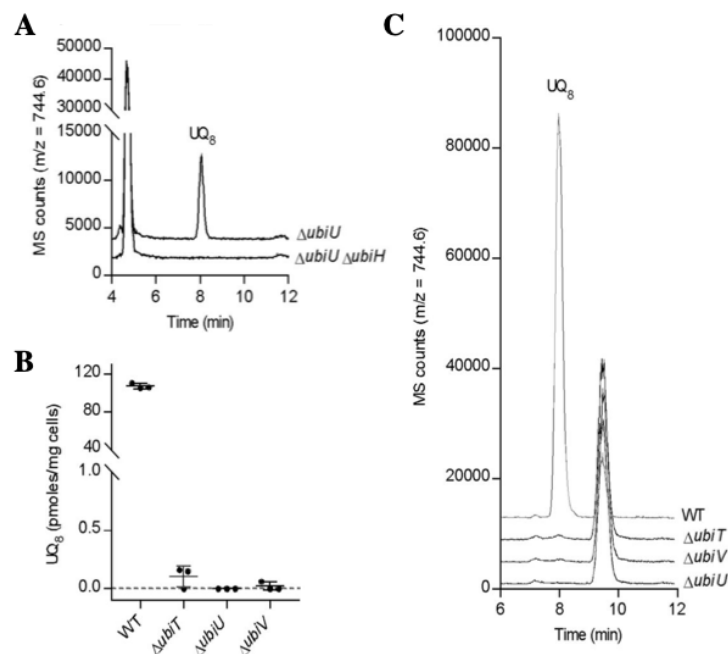 A
MS counts (m/z = 744.6)
50000
40000
30000
15000
10000
5000
0
UQ₈
ΔubiU
ΔubiU ΔubiH
4 6 8 10 12
Time (min)
B
UQ₈ (pmoles/mg cells)
120
80
40
1.0
0.5
0.0
WT
ΔubiT
ΔubiU
ΔubiV
C
MS counts (m/z = 744.6)
100000
80000
60000
40000
20000
0
UQ₈
WT
ΔubiT
ΔubiV
ΔubiU
6 8 10 12
Time (min)